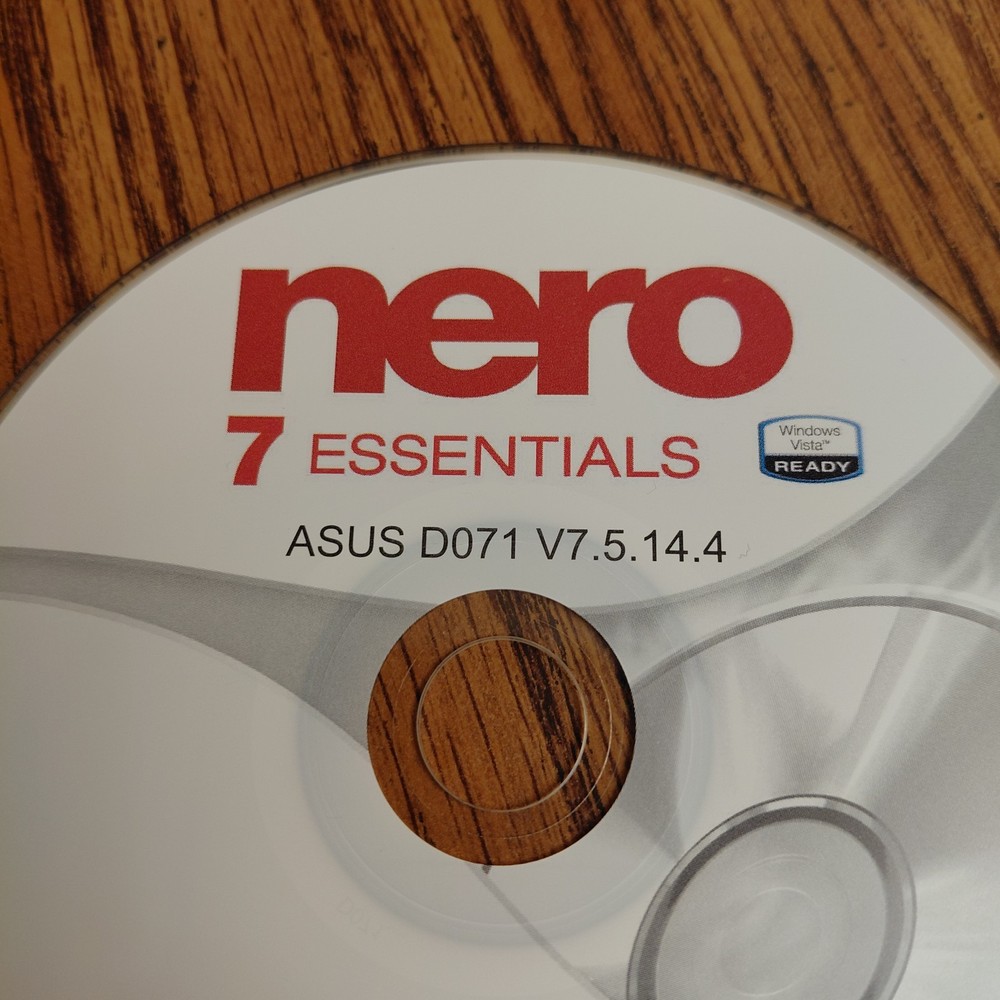 nero
7 ESSENTIALS
Windows
Vista™
READY
ASUS D071 V7.5.14.4